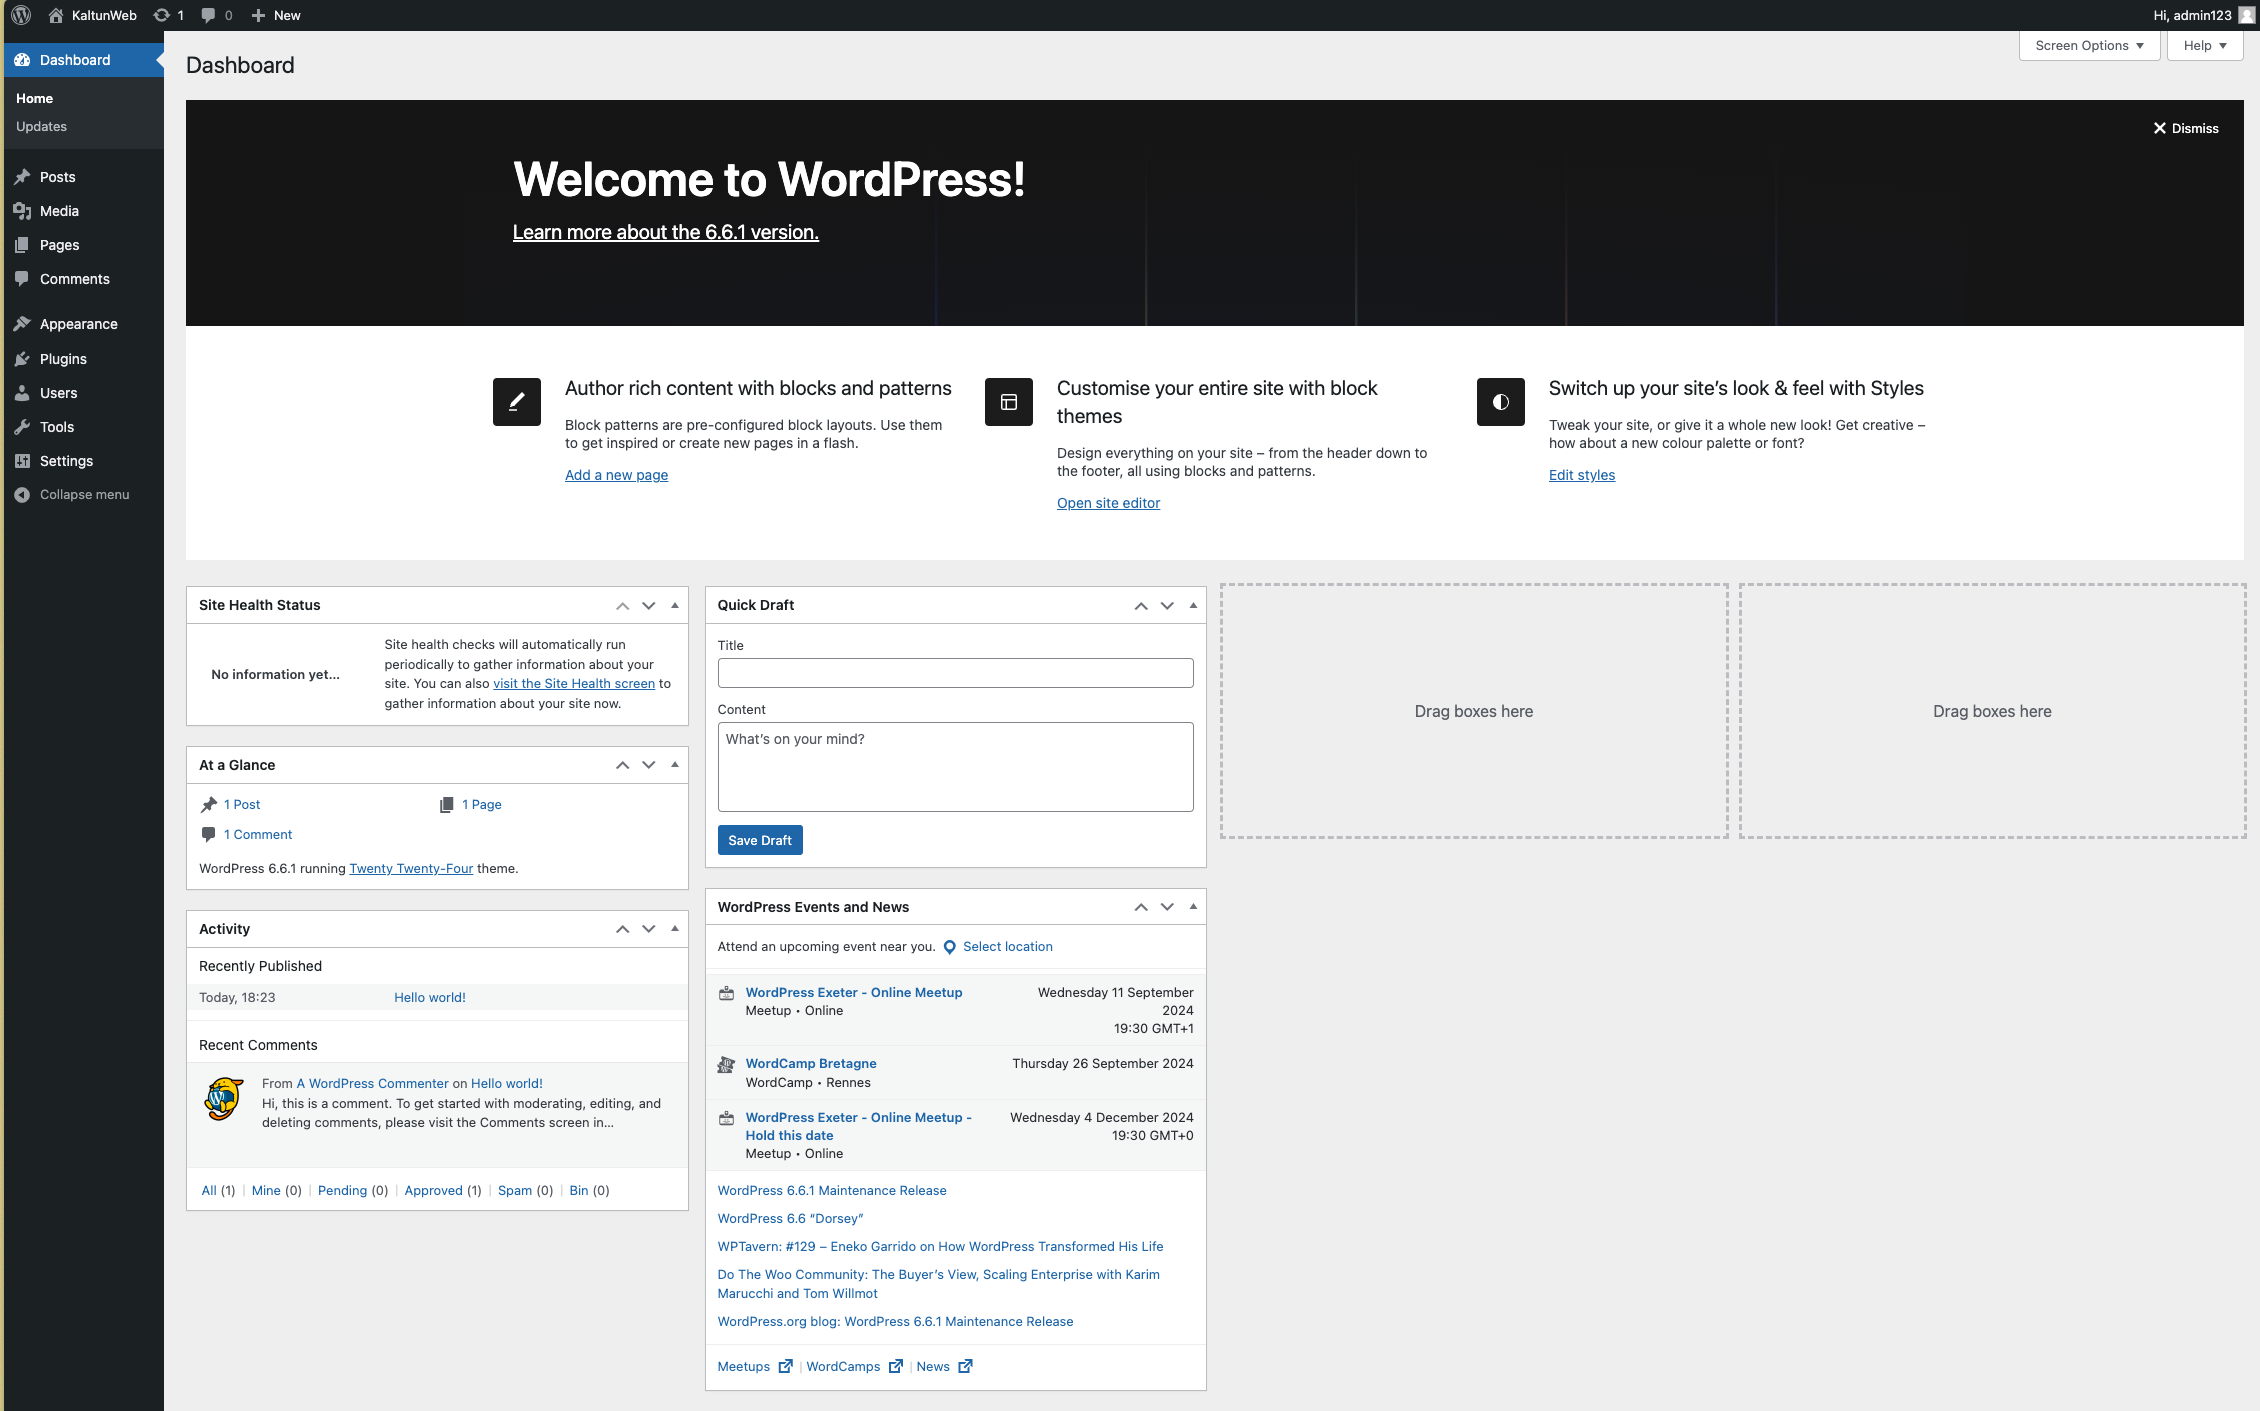 KaltunWeb 1 0 New
Hi, admin123
Dashboard
Home
Updates
Posts
Media
Pages
Comments
Appearance
Plugins
Users
Tools
Settings
Collapse menu
Dashboard
Screen Options
Help
Dismiss
Welcome to WordPress!
Learn more about the 6.6.1 version.
Author rich content with blocks and patterns
Block patterns are pre-configured block layouts. Use them
to get inspired or create new pages in a flash.
Add a new page
Customise your entire site with block
themes
Design everything on your site – from the header down to
the footer, all using blocks and patterns.
Open site editor
Switch up your site’s look & feel with Styles
Tweak your site, or give it a whole new look! Get creative –
how about a new colour palette or font?
Edit styles
Site Health Status
No information yet…
Site health checks will automatically run
periodically to gather information about your
site. You can also visit the Site Health screen to
gather information about your site now.
At a Glance
1 Post
1 Page
1 Comment
WordPress 6.6.1 running Twenty Twenty-Four theme.
Activity
Recently Published
Today, 18:23 Hello world!
Recent Comments
From A WordPress Commenter on Hello world!
Hi, this is a comment. To get started with moderating, editing, and
deleting comments, please visit the Comments screen in…
All (1) | Mine (0) | Pending (0) | Approved (1) | Spam (0) | Bin (0)
Quick Draft
Title
Content
What’s on your mind?
Save Draft
WordPress Events and News
Attend an upcoming event near you. Select location
WordPress Exeter - Online Meetup
Meetup • Online
Wednesday 11 September
2024
19:30 GMT+1
WordCamp Bretagne
WordCamp • Rennes
Thursday 26 September 2024
WordPress Exeter - Online Meetup -
Hold this date
Meetup • Online
Wednesday 4 December 2024
19:30 GMT+0
WordPress 6.6.1 Maintenance Release
WordPress 6.6 “Dorsey”
WPTavern: #129 – Eneko Garrido on How WordPress Transformed His Life
Do The Woo Community: The Buyer’s View, Scaling Enterprise with Karim
Marucchi and Tom Willmot
WordPress.org blog: WordPress 6.6.1 Maintenance Release
Meetups | WordCamps | News
Drag boxes here
Drag boxes here